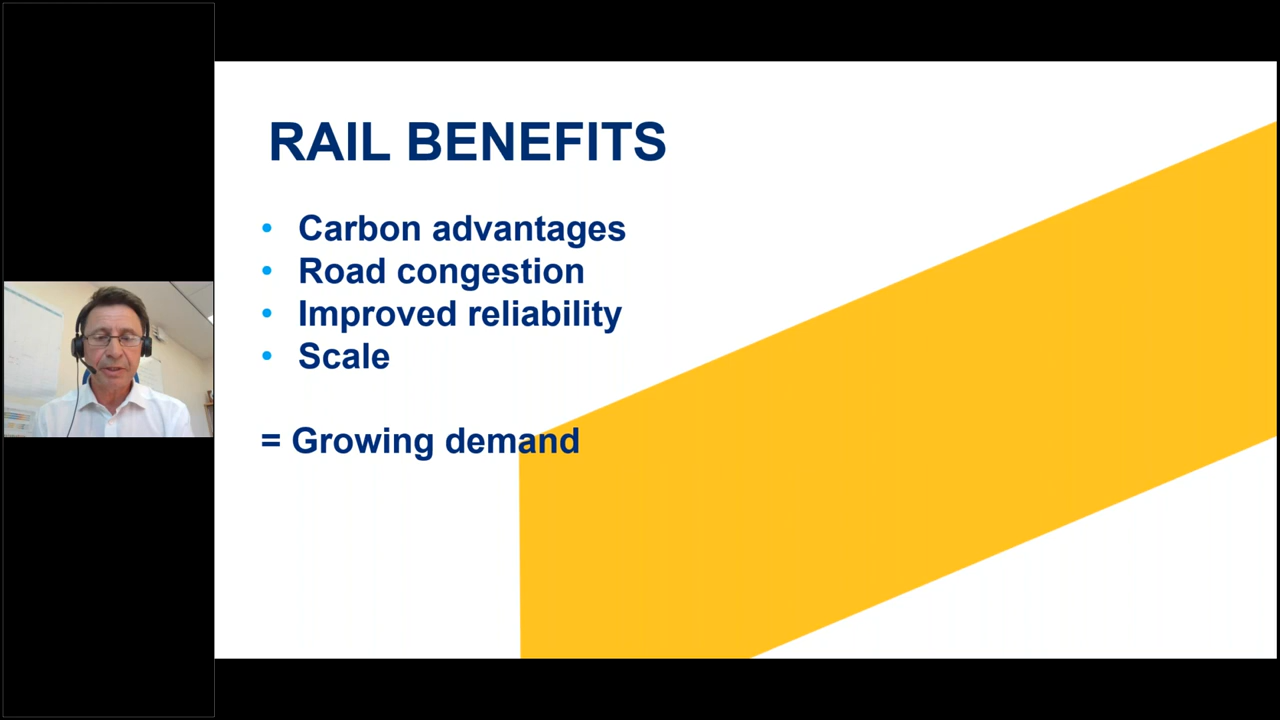 RAIL BENEFITS
• Carbon advantages
• Road congestion
• Improved reliability
• Scale
= Growing demand